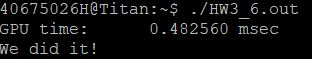 40675026H@Titan:~$ ./HW3_6.out
GPU time:      0.482560 msec
We did it!